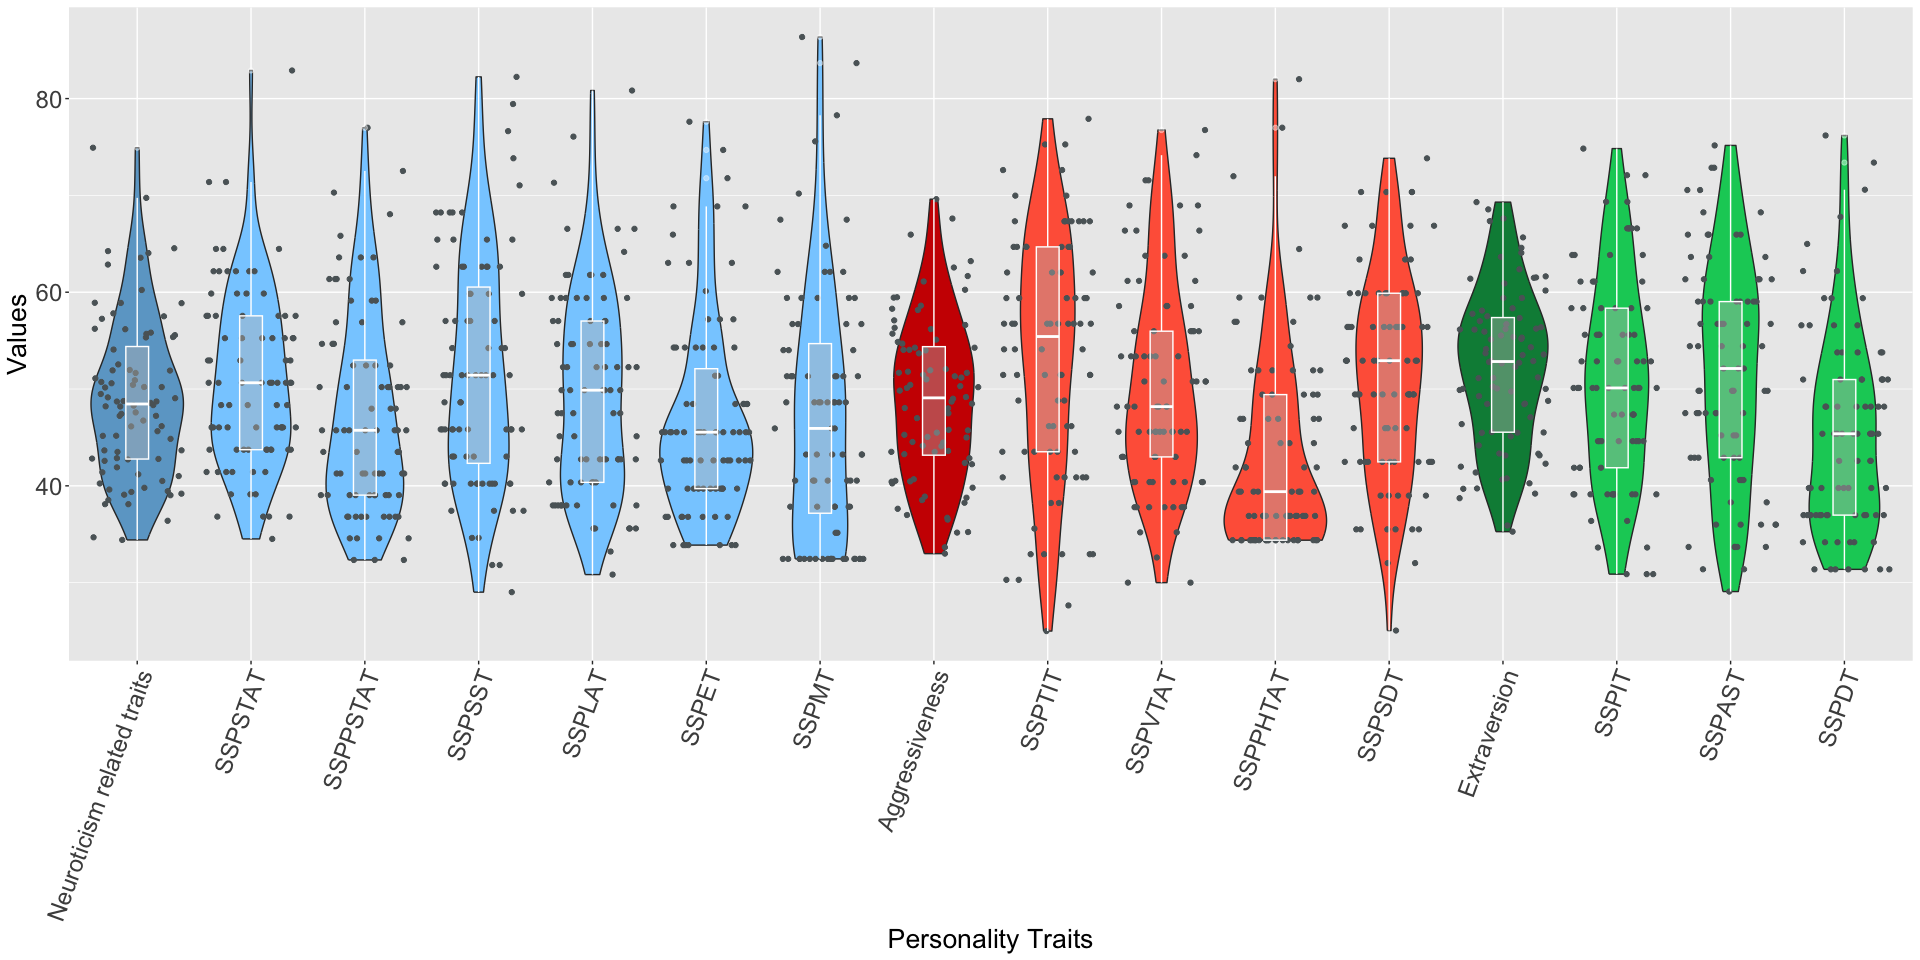 Values
80
60
40
Neuroticism related traits
SSPSTAT
SSPPSTAT
SSPSST
SSPLAT
SSPET
SSPMT
Aggressiveness
SSPTIT
SSPVTAT
SSPPHTAT
SSPSDT
Extraversion
SSPIT
SSPAST
SSPDT
Personality Traits